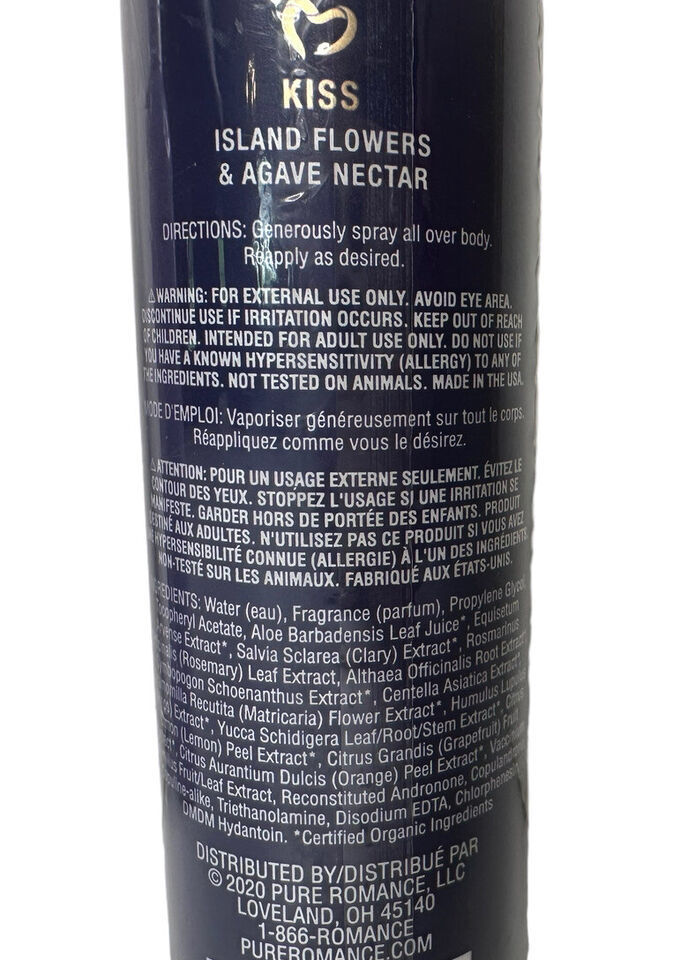 KISS
ISLAND FLOWERS
& AGAVE NECTAR
DIRECTIONS: Generously spray all over body.
Reapply as desired.
⚠WARNING: FOR EXTERNAL USE ONLY. AVOID EYE AREA.
DISCONTINUE USE IF IRRITATION OCCURS. KEEP OUT OF REACH
OF CHILDREN. INTENDED FOR ADULT USE ONLY. DO NOT USE IF
YOU HAVE A KNOWN HYPERSENSITIVITY (ALLERGY) TO ANY OF
THE INGREDIENTS. NOT TESTED ON ANIMALS. MADE IN THE USA.
MODE D'EMPLOI: Vaporiser généreusement sur tout le corps.
Réappliquez comme vous le désirez.
⚠ATTENTION: POUR UN USAGE EXTERNE SEULEMENT. ÉVITEZ LE
CONTOUR DES YEUX. STOPPEZ L'USAGE SI UNE IRRITATION SE
MANIFESTE. GARDER HORS DE PORTÉE DES ENFANTS. PRODUIT
DESTINÉ AUX ADULTES. N'UTILISEZ PAS CE PRODUIT SI VOUS AVEZ
HYPERSENSIBILITÉ CONNUE (ALLERGIE) À L'UN DES INGRÉDIENTS.
NON-TESTÉ SUR LES ANIMAUX. FABRIQUÉ AUX ÉTATS-UNIS.
INGREDIENTS: Water (eau), Fragrance (parfum), Propylene Glycol,
Acetate, Aloe Barbadensis Leaf Juice*, Equisetum
Extract*, Salvia Sclarea (Clary) Extract*, Rosmarinus
(Rosemary) Leaf Extract, Althaea Officinalis Root Extract*,
Schoenanthus Extract*, Centella Asiatica Extract*,
Recutita (Matricaria) Flower Extract*, Humulus Lupulus
Extract*, Yucca Schidigera Leaf/Root/Stem Extract*, Citrus
(Lemon) Peel Extract*, Citrus Grandis (Grapefruit) Fruit
Citrus Aurantium Dulcis (Orange) Peel Extract*,
Fruit/Leaf Extract, Reconstituted Andronone,
Triethanolamine, Disodium EDTA,
DMDM Hydantoin. *Certified Organic Ingredients
DISTRIBUTED BY/DISTRIBUÉ PAR
© 2020 PURE ROMANCE, LLC
LOVELAND, OH 45140
1-866-ROMANCE
PUREROMANCE.COM